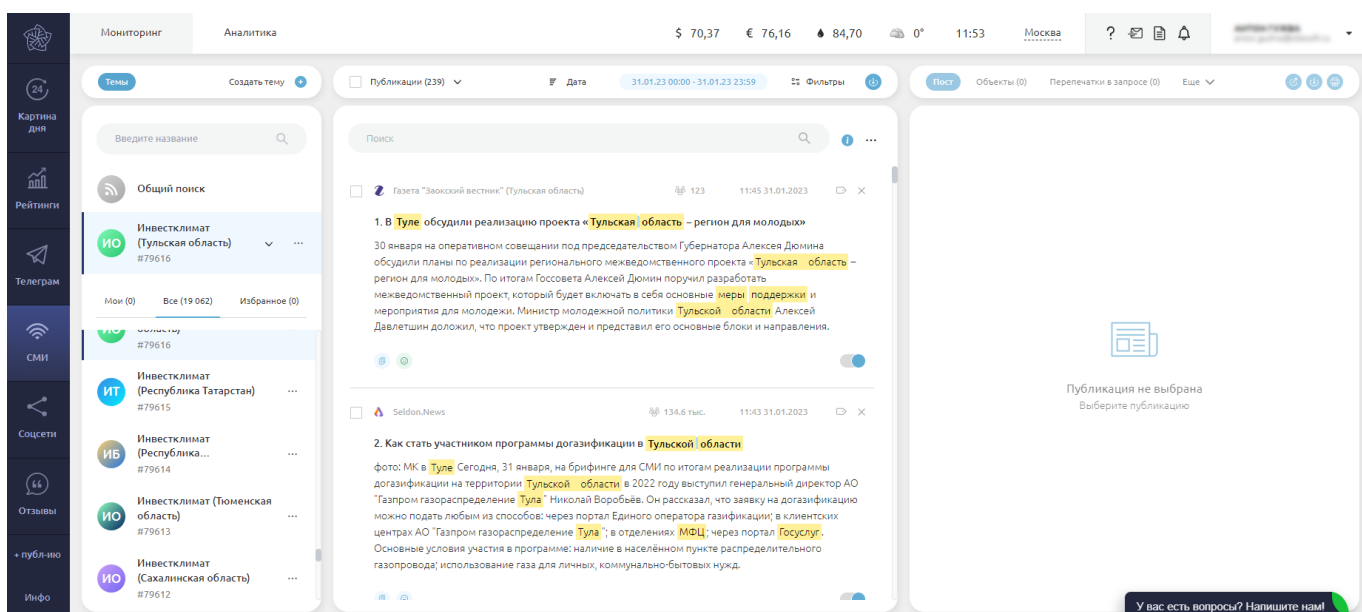 Мониторинг
Аналитика
$ 70,37
€ 76,16
84,70
0°
11:53
Москва
24
Картина
дня
Рейтинги
Телеграм
СМИ
Соцсети
Отзывы
+ публ-ию
Инфо
Темы
Создать тему
Введите название
Общий поиск
ИО
Инвестклимат
(Тульская область)
#79616
Мои (0)
Все (19 062)
Избранное (0)
область)
#79616
ИТ
Инвестклимат
(Республика Татарстан)
#79615
ИБ
Инвестклимат
(Республика...
#79614
ИО
Инвестклимат (Тюменская
область)
#79613
ИО
Инвестклимат
(Сахалинская область)
#79612
Публикации (239)
Дата
31.01.23 00:00 - 31.01.23 23:59
Фильтры
Поиск
Газета "Заокский вестник" (Тульская область)
123
11:45 31.01.2023
1. В Туле обсудили реализацию проекта «Тульская область – регион для молодых»
30 января на оперативном совещании под председательством Губернатора Алексея Дюмина
обсудили планы по реализации регионального межведомственного проекта «Тульская область –
регион для молодых». По итогам Госсовета Алексей Дюмин поручил разработать
межведомственный проект, который будет включать в себя основные меры поддержки и
мероприятия для молодежи. Министр молодежной политики Тульской области Алексей
Давлетшин доложил, что проект утвержден и представил его основные блоки и направления.
Seldon.News
134.6 тыс.
11:43 31.01.2023
2. Как стать участником программы догазификации в Тульской области
фото: МК в Туле Сегодня, 31 января, на брифинге для СМИ по итогам реализации программы
догазификации на территории Тульской области в 2022 году выступил генеральный директор АО
"Газпром газораспределение Тула" Николай Воробьёв. Он рассказал, что заявку на догазификацию
можно подать любым из способов: через портал Единого оператора газификации; в клиентских
центрах АО "Газпром газораспределение Тула"; в отделениях МФЦ; через портал Госуслуг.
Основные условия участия в программе: наличие в населённом пункте распределительного
газопровода; использование газа для личных, коммунально-бытовых нужд.
Пост
Объекты (0)
Перепечатки в запросе (0)
Еще
Публикация не выбрана
Выберите публикацию
У вас есть вопросы? Напишите нам!